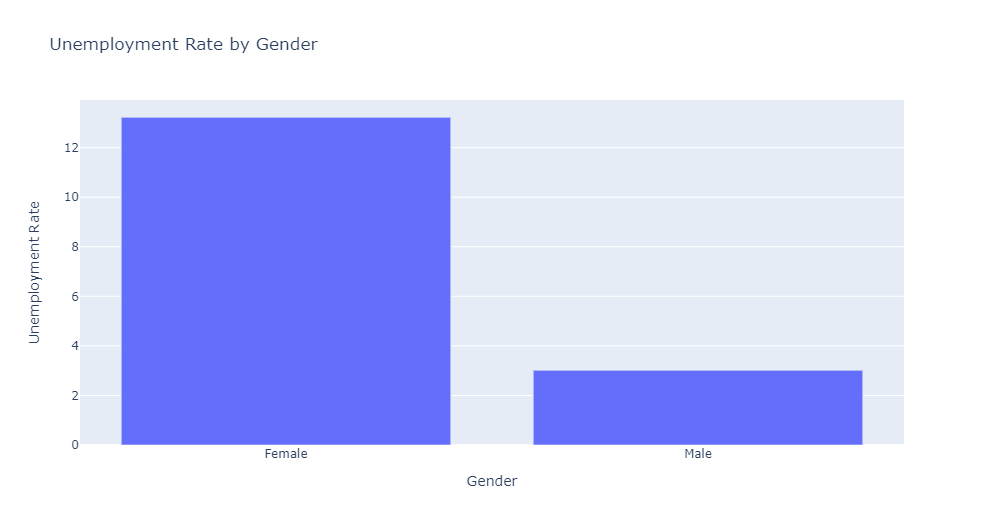 Unemployment Rate by Gender
Unemployment Rate
12
10
8
6
4
2
0
Female
Male
Gender